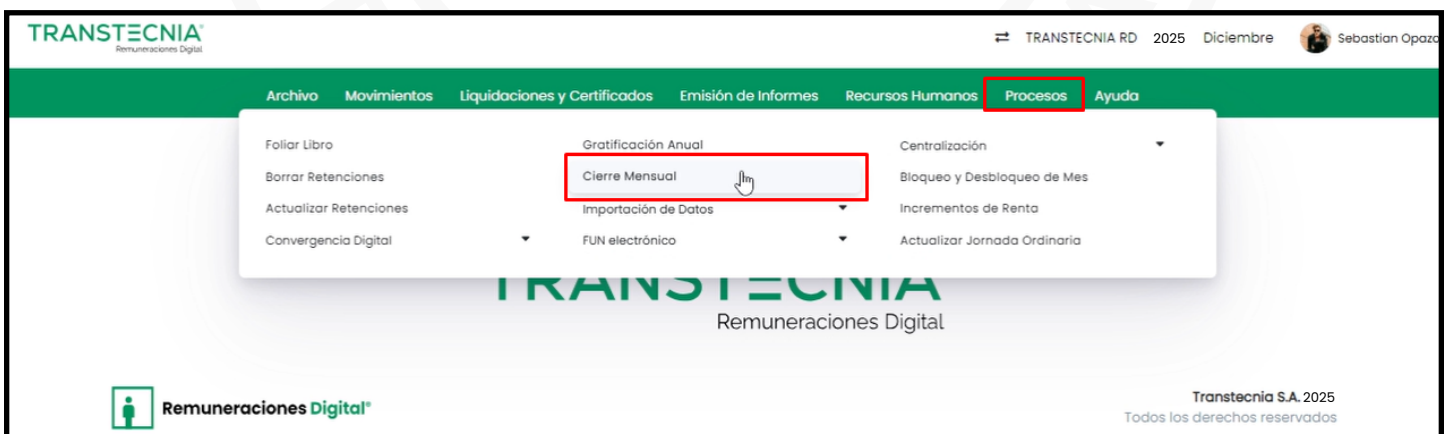 TRANSTECNIA®
Remuneraciones Digital
⇄ TRANSTECNIA RD 2025 Diciembre Sebastian Opazo
Archivo Movimientos Liquidaciones y Certificados Emisión de Informes Recursos Humanos Procesos Ayuda
Foliar Libro Gratificación Anual Centralización
Borrar Retenciones Cierre Mensual Bloqueo y Desbloqueo de Mes
Actualizar Retenciones Importación de Datos Incrementos de Renta
Convergencia Digital FUN electrónico Actualizar Jornada Ordinaria
TRANSTECNIA
Remuneraciones Digital
Remuneraciones Digital®
Transtecnia S.A. 2025
Todos los derechos reservados